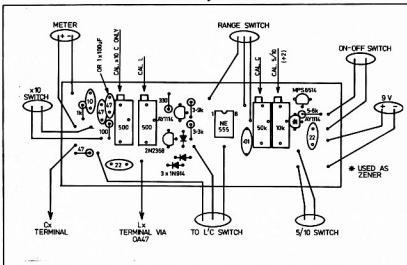 METER
RANGE SWITCH
ON-OFF SWITCH
OR 1x100µF
CAL x10 C ONLY
CAL L
CAL C
CAL 5/10
(÷2)
MPS6514
x10
SWITCH
10
47
47
1k
100
500
500
330
AY1114
2N2368
3-9k
3-3k
3 x 1N914
1
8
NE
555
·01
50k
10k
5-6k
AY1114
22
9 V
47
22
* USED AS
ZENER
Cx
TERMINAL
Lx
TERMINAL VIA
OA47
TO L'C SWITCH
5/10 SWITCH